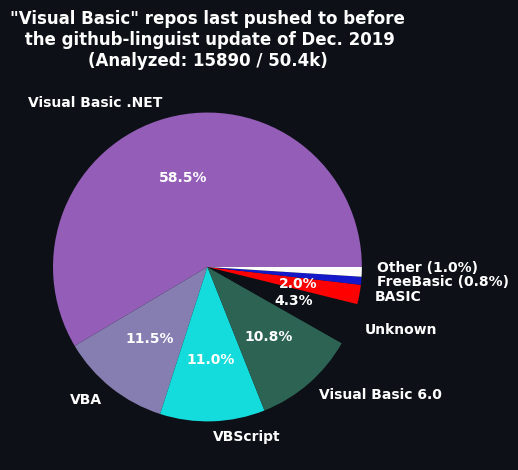 "Visual Basic" repos last pushed to before
the github-linguist update of Dec. 2019
(Analyzed: 15890 / 50.4k)
Visual Basic .NET
58.5%
Other (1.0%)
FreeBasic (0.8%)
2.0%
BASIC
4.3%
Unknown
11.5%
10.8%
11.0%
VBA
Visual Basic 6.0
VBScript